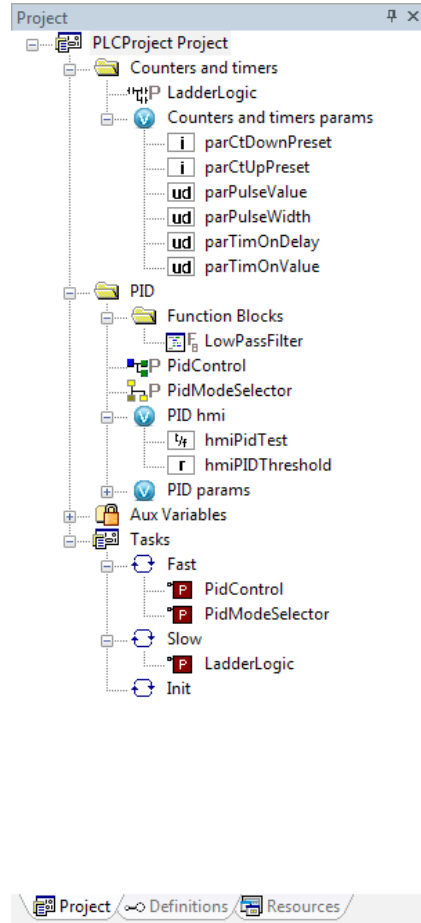 Project
PLCProject Project
Counters and timers
P LadderLogic
V Counters and timers params
i parCtDownPreset
i parCtUpPreset
ud parPulseValue
ud parPulseWidth
ud parTimOnDelay
ud parTimOnValue
PID
Function Blocks
FB LowPassFilter
P PidControl
P PidModeSelector
V PID hmi
t/f hmiPidTest
r hmiPIDThreshold
V PID params
Aux Variables
Tasks
Fast
P PidControl
P PidModeSelector
Slow
P LadderLogic
Init
Project Definitions Resources